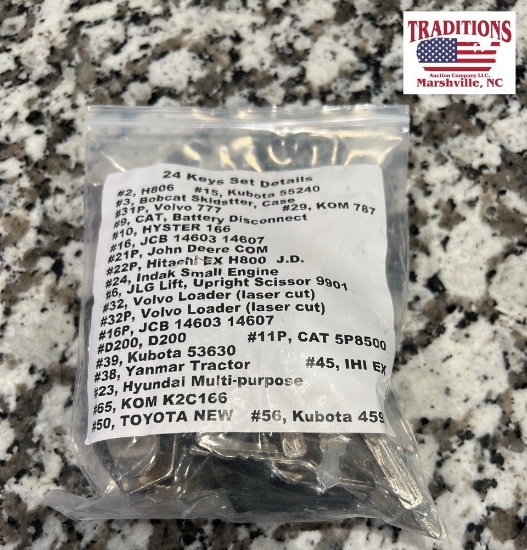 TRADITIONS
Auction Company LLC.
Marshville, NC
24 Keys Set Details
#2, H806 #15, Kubota 55240
#3, Bobcat Skidstter, Case
#31P, Volvo 777 #29, KOM 787
#9, CAT, Battery Disconnect
#10, HYSTER 166
#16, JCB 14603 14607
#21P, John Deere COM
#22P, Hitachi EX H800 J.D.
#24, Indak Small Engine
#6, JLG Lift, Upright Scissor 9901
#32, Volvo Loader (laser cut)
#32P, Volvo Loader (laser cut)
#16P, JCB 14603 14607
#D200, D200 #11P, CAT 5P8500
#39, Kubota 53630
#38, Yanmar Tractor #45, IHI EX
#23, Hyundai Multi-purpose
#65, KOM K2C166
#50, TOYOTA NEW #56, Kubota 459